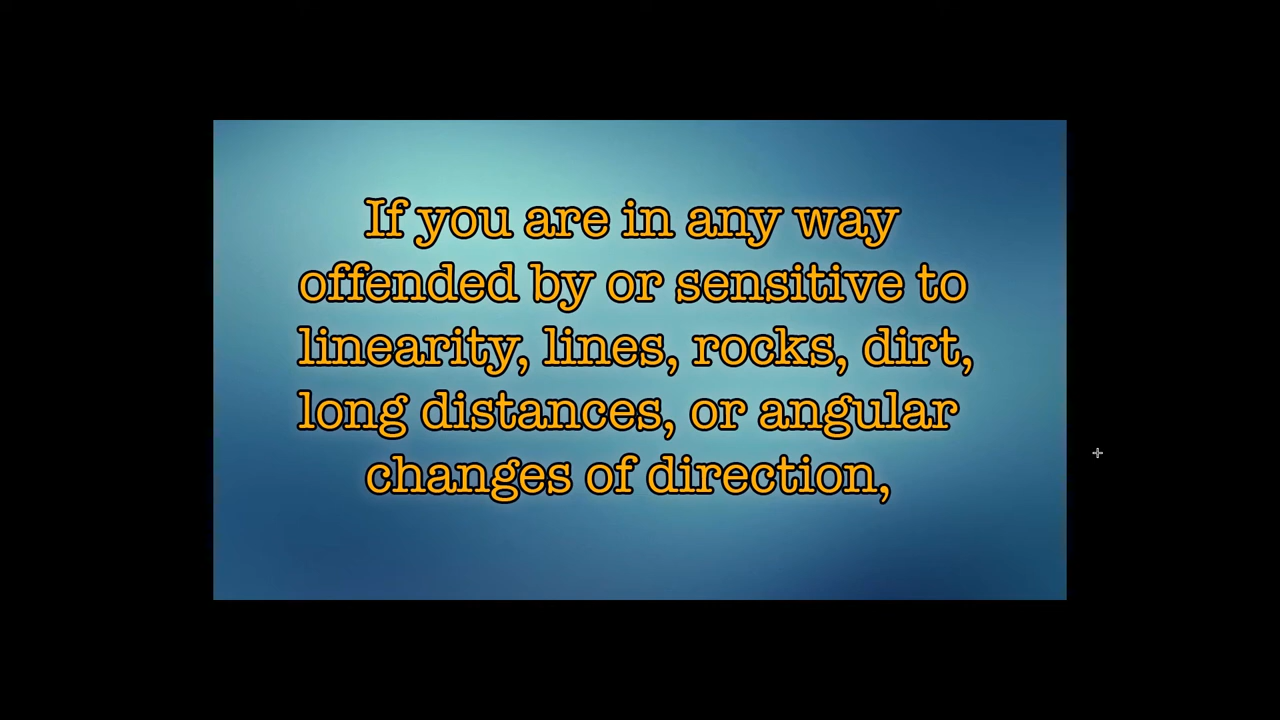 If you are in any way
offended by or sensitive to
linearity, lines, rocks, dirt,
long distances, or angular
changes of direction,